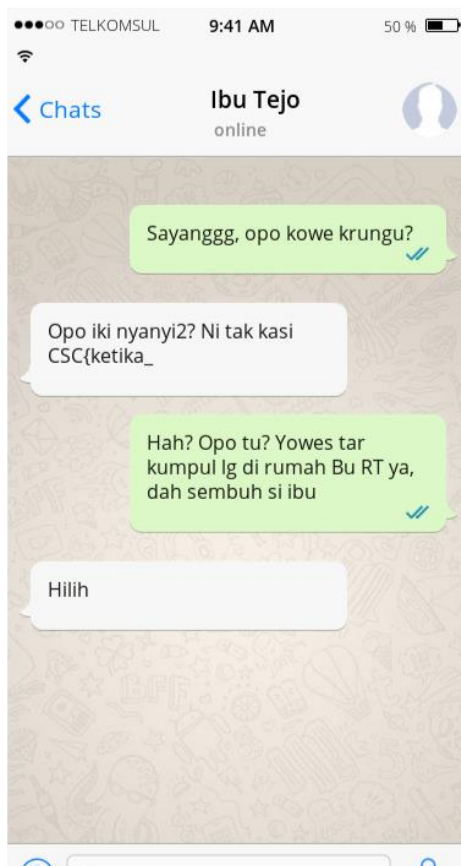 TELKOMSUL 9:41 AM 50 %
Chats
Ibu Tejo
online
Sayanggg, opo kowe krungu?
Opo iki nyanyi2? Ni tak kasi
CSC{ketika_
Hah? Opo tu? Yowes tar
kumpul lg di rumah Bu RT ya,
dah sembuh si ibu
Hilih